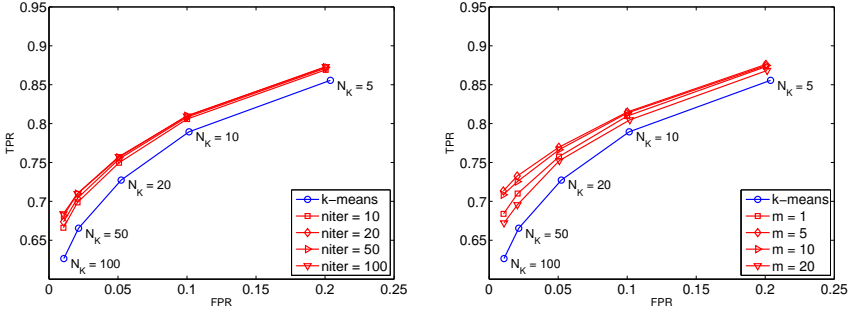 0.95
0.9
0.85
0.8
0.75
0.7
0.65
0
0.05
0.1
0.15
0.2
0.25
TPR
FPR
N_K = 5
N_K = 10
N_K = 20
N_K = 50
N_K = 100
k−means
niter = 10
niter = 20
niter = 50
niter = 100
0.95
0.9
0.85
0.8
0.75
0.7
0.65
0
0.05
0.1
0.15
0.2
0.25
TPR
FPR
N_K = 5
N_K = 10
N_K = 20
N_K = 50
N_K = 100
k−means
m = 1
m = 5
m = 10
m = 20